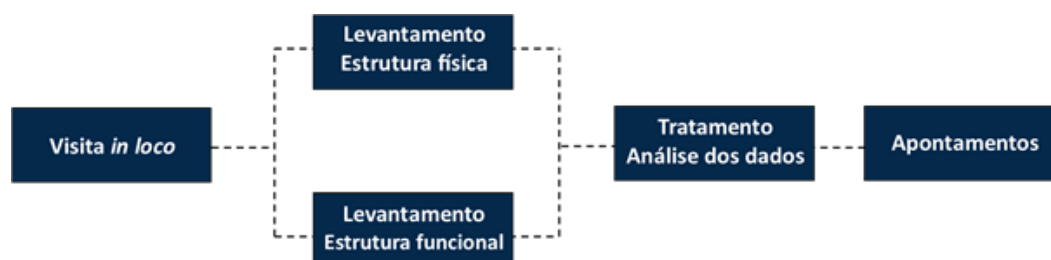 Levantamento
Estrutura física
Visita in loco
Levantamento
Estrutura funcional
Tratamento
Análise dos dados
Apontamentos